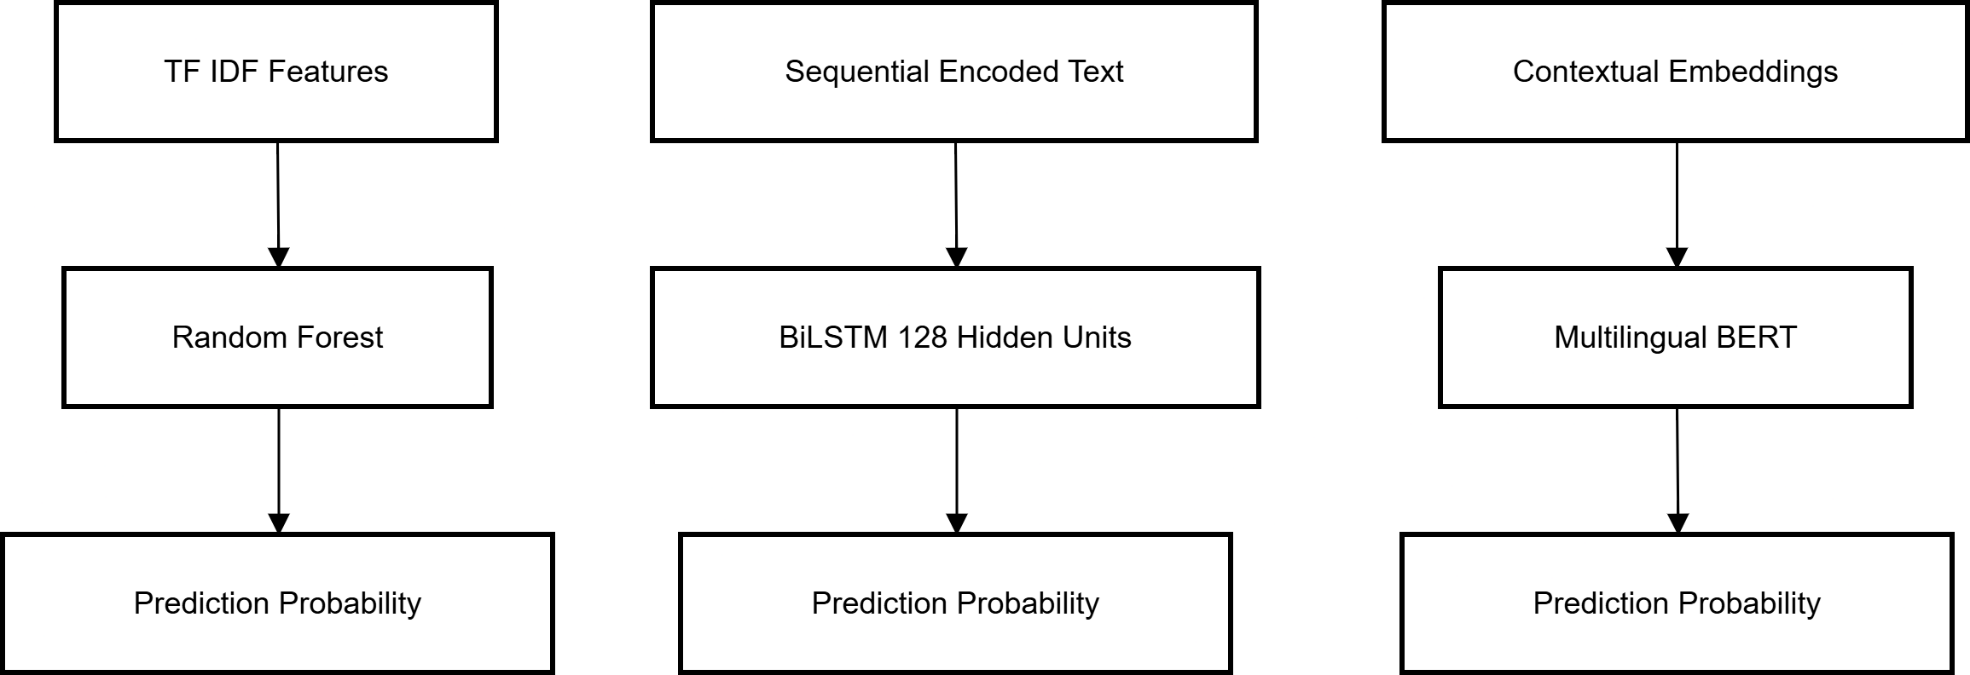 TF IDF Features
Sequential Encoded Text
Contextual Embeddings
Random Forest
BiLSTM 128 Hidden Units
Multilingual BERT
Prediction Probability
Prediction Probability
Prediction Probability